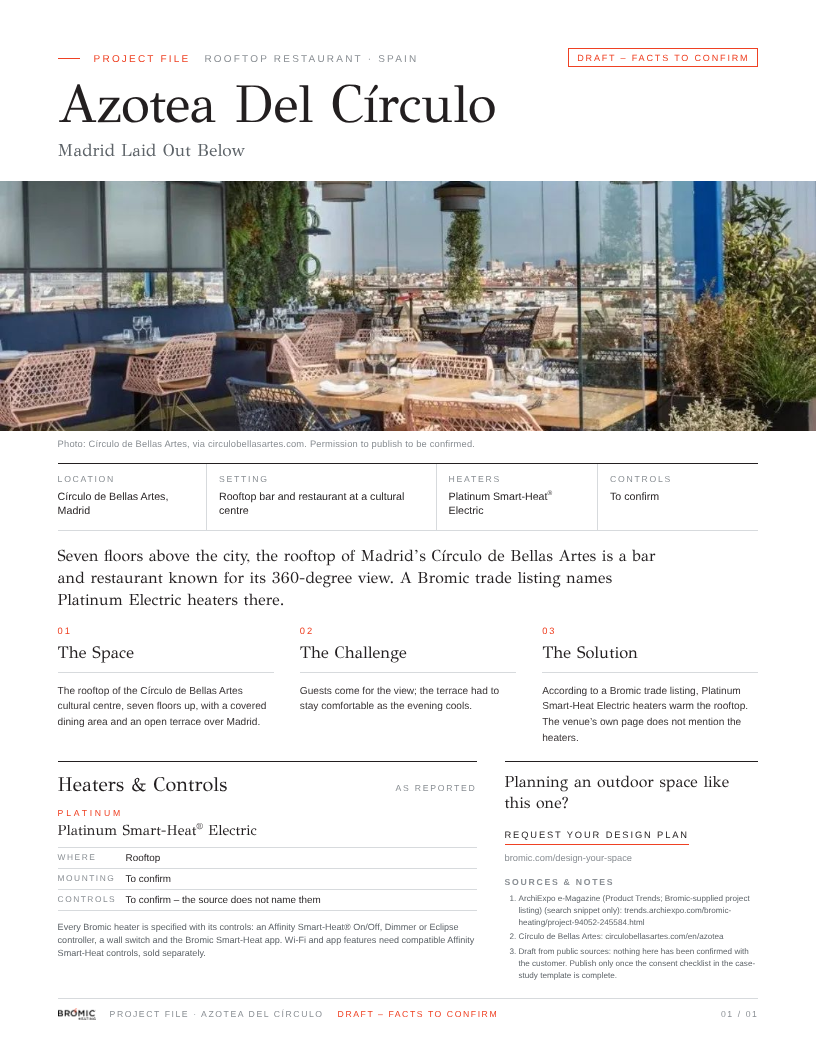 PROJECT FILE ROOFTOP RESTAURANT · SPAIN
DRAFT – FACTS TO CONFIRM
Azotea Del Círculo
Madrid Laid Out Below
Photo: Círculo de Bellas Artes, via circulobellasartes.com. Permission to publish to be confirmed.
LOCATION
Círculo de Bellas Artes,
Madrid
SETTING
Rooftop bar and restaurant at a cultural
centre
HEATERS
Platinum Smart-Heat®
Electric
CONTROLS
To confirm
Seven floors above the city, the rooftop of Madrid’s Círculo de Bellas Artes is a bar
and restaurant known for its 360-degree view. A Bromic trade listing names
Platinum Electric heaters there.
01
The Space
The rooftop of the Círculo de Bellas Artes
cultural centre, seven floors up, with a covered
dining area and an open terrace over Madrid.
02
The Challenge
Guests come for the view; the terrace had to
stay comfortable as the evening cools.
03
The Solution
According to a Bromic trade listing, Platinum
Smart-Heat Electric heaters warm the rooftop.
The venue’s own page does not mention the
heaters.
Heaters & Controls
AS REPORTED
PLATINUM
Platinum Smart-Heat® Electric
WHERE Rooftop
MOUNTING To confirm
CONTROLS To confirm – the source does not name them
Every Bromic heater is specified with its controls: an Affinity Smart-Heat® On/Off, Dimmer or Eclipse
controller, a wall switch and the Bromic Smart-Heat app. Wi-Fi and app features need compatible Affinity
Smart-Heat controls, sold separately.
Planning an outdoor space like
this one?
REQUEST YOUR DESIGN PLAN
bromic.com/design-your-space
SOURCES & NOTES
1. ArchiExpo e-Magazine (Product Trends; Bromic-supplied project
listing) (search snippet only): trends.archiexpo.com/bromic-
heating/project-94052-245584.html
2. Círculo de Bellas Artes: circulobellasartes.com/en/azotea
3. Draft from public sources: nothing here has been confirmed with
the customer. Publish only once the consent checklist in the case-
study template is complete.
BROMIC
HEATING
PROJECT FILE · AZOTEA DEL CÍRCULO DRAFT – FACTS TO CONFIRM
01 / 01